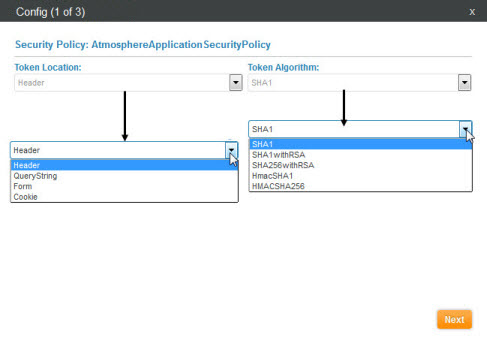 Config (1 of 3)
x
Security Policy: AtmosphereApplicationSecurityPolicy
Token Location:
Token Algorithm:
Header
SHA1
Header
Header
QueryString
Form
Cookie
SHA1
SHA1
SHA1withRSA
SHA256withRSA
HmacSHA1
HMACSHA256
Next